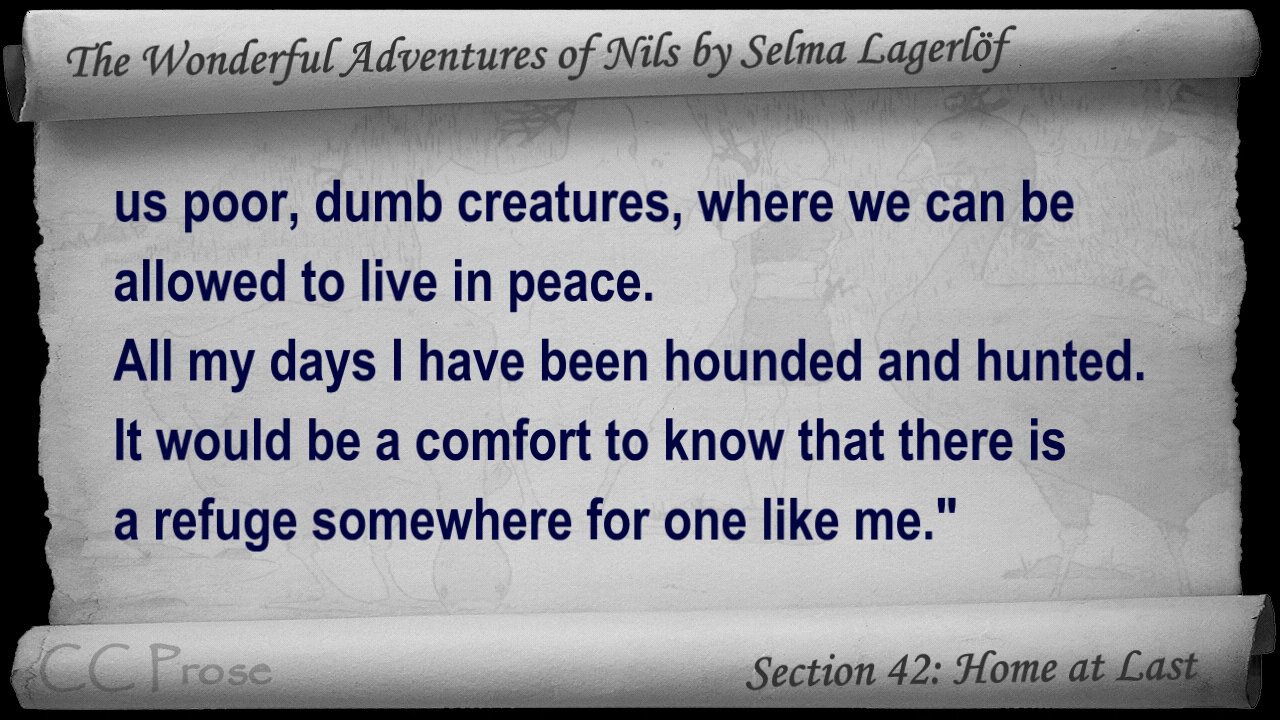 The Wonderful Adventures of Nils by Selma Lagerlöf
us poor, dumb creatures, where we can be
allowed to live in peace.
All my days I have been hounded and hunted.
It would be a comfort to know that there is
a refuge somewhere for one like me."
CC Prose
Section 42: Home at Last